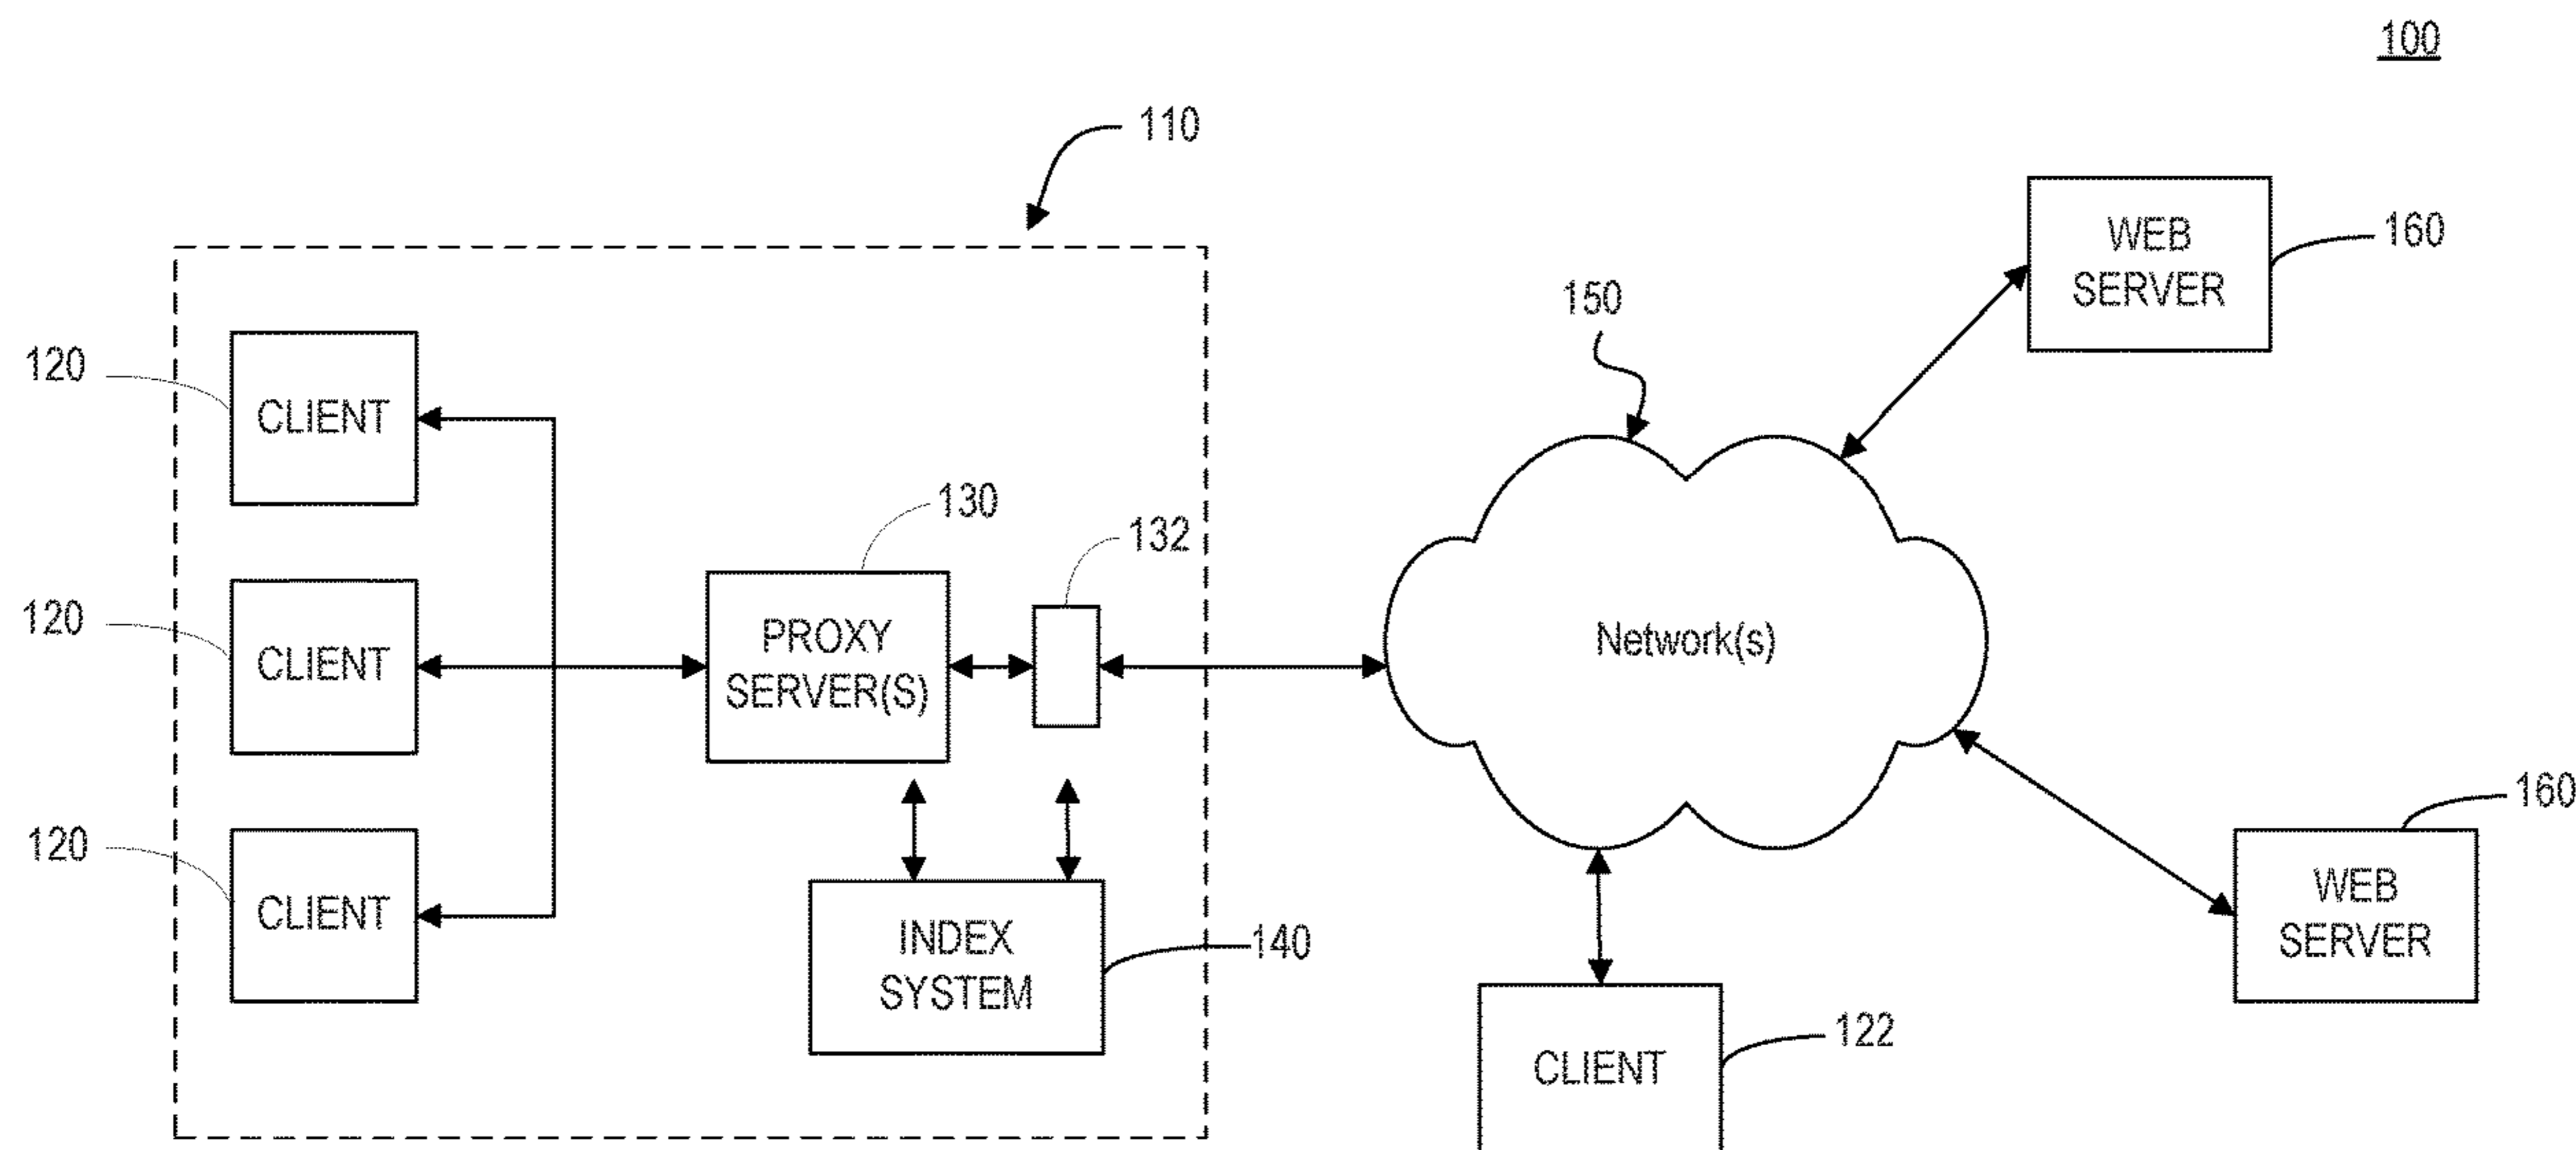 100
110
WEB
SERVER
160
150
120
CLIENT
130
132
120
CLIENT
PROXY
SERVER(S)
Network(s)
160
120
CLIENT
INDEX
SYSTEM
140
WEB
SERVER
CLIENT
122